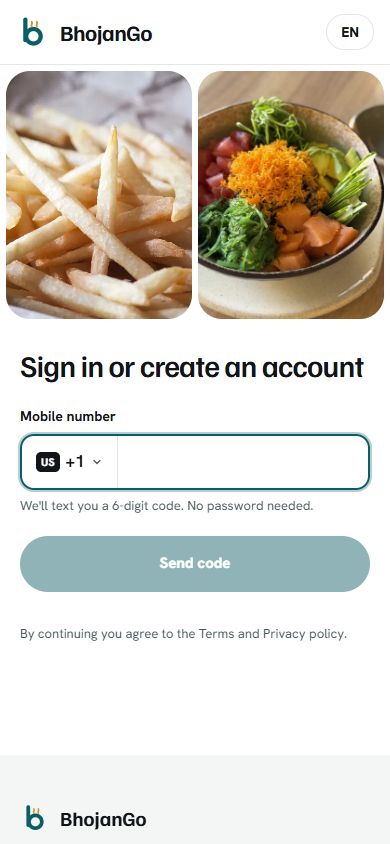 BhojanGo
EN
Sign in or create an account
Mobile number
US +1
We'll text you a 6-digit code. No password needed.
Send code
By continuing you agree to the Terms and Privacy policy.
BhojanGo